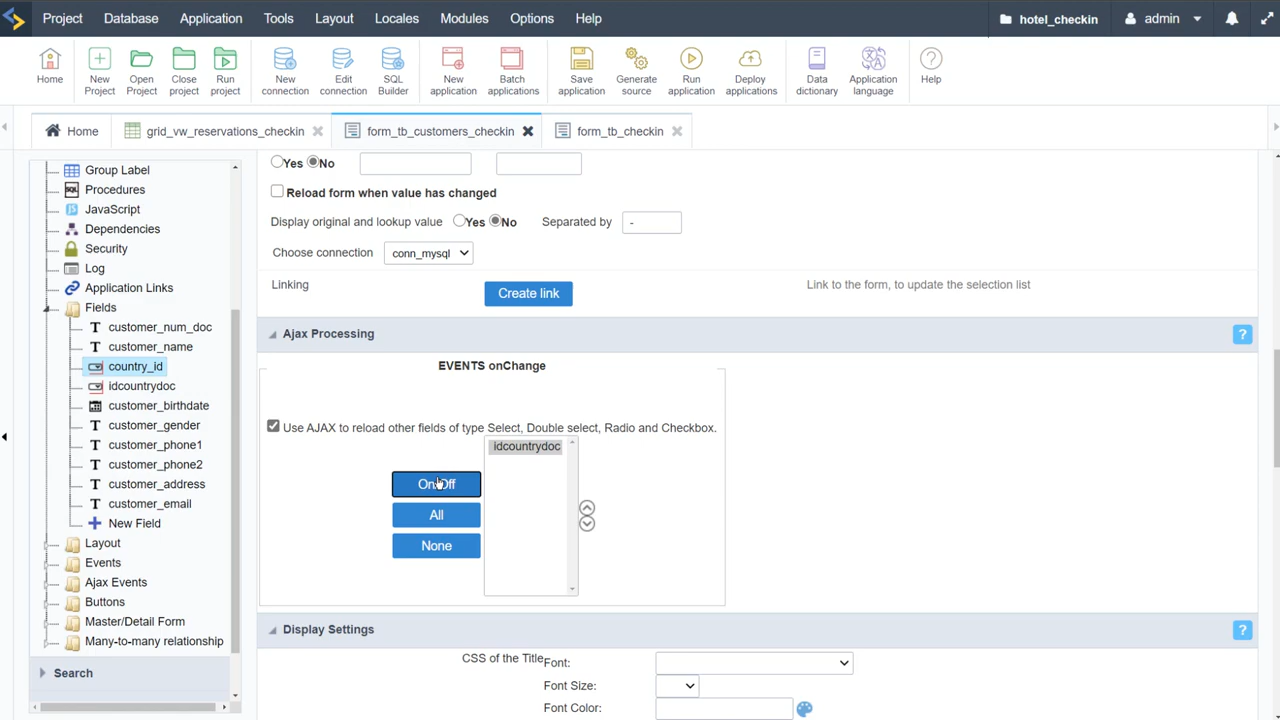 Project Database Application Tools Layout Locales Modules Options Help hotel_checkin admin
Home New Project Open Project Close project Run project New connection Edit connection SQL Builder New application Batch applications Save application Generate source Run application Deploy applications Data dictionary Application language Help
Home grid_vw_reservations_checkin form_tb_customers_checkin form_tb_checkin
Group Label
Procedures
JavaScript
Dependencies
Security
Log
Application Links
Fields
customer_num_doc
customer_name
country_id
idcountrydoc
customer_birthdate
customer_gender
customer_phone1
customer_phone2
customer_address
customer_email
New Field
Layout
Events
Ajax Events
Buttons
Master/Detail Form
Many-to-many relationship
Search
Yes No
Reload form when value has changed
Display original and lookup value Yes No Separated by -
Choose connection conn_mysql
Linking Create link Link to the form, to update the selection list
Ajax Processing ?
EVENTS onChange
Use AJAX to reload other fields of type Select, Double select, Radio and Checkbox.
idcountrydoc
On/Off
All
None
Display Settings ?
CSS of the Title Font:
Font Size:
Font Color: